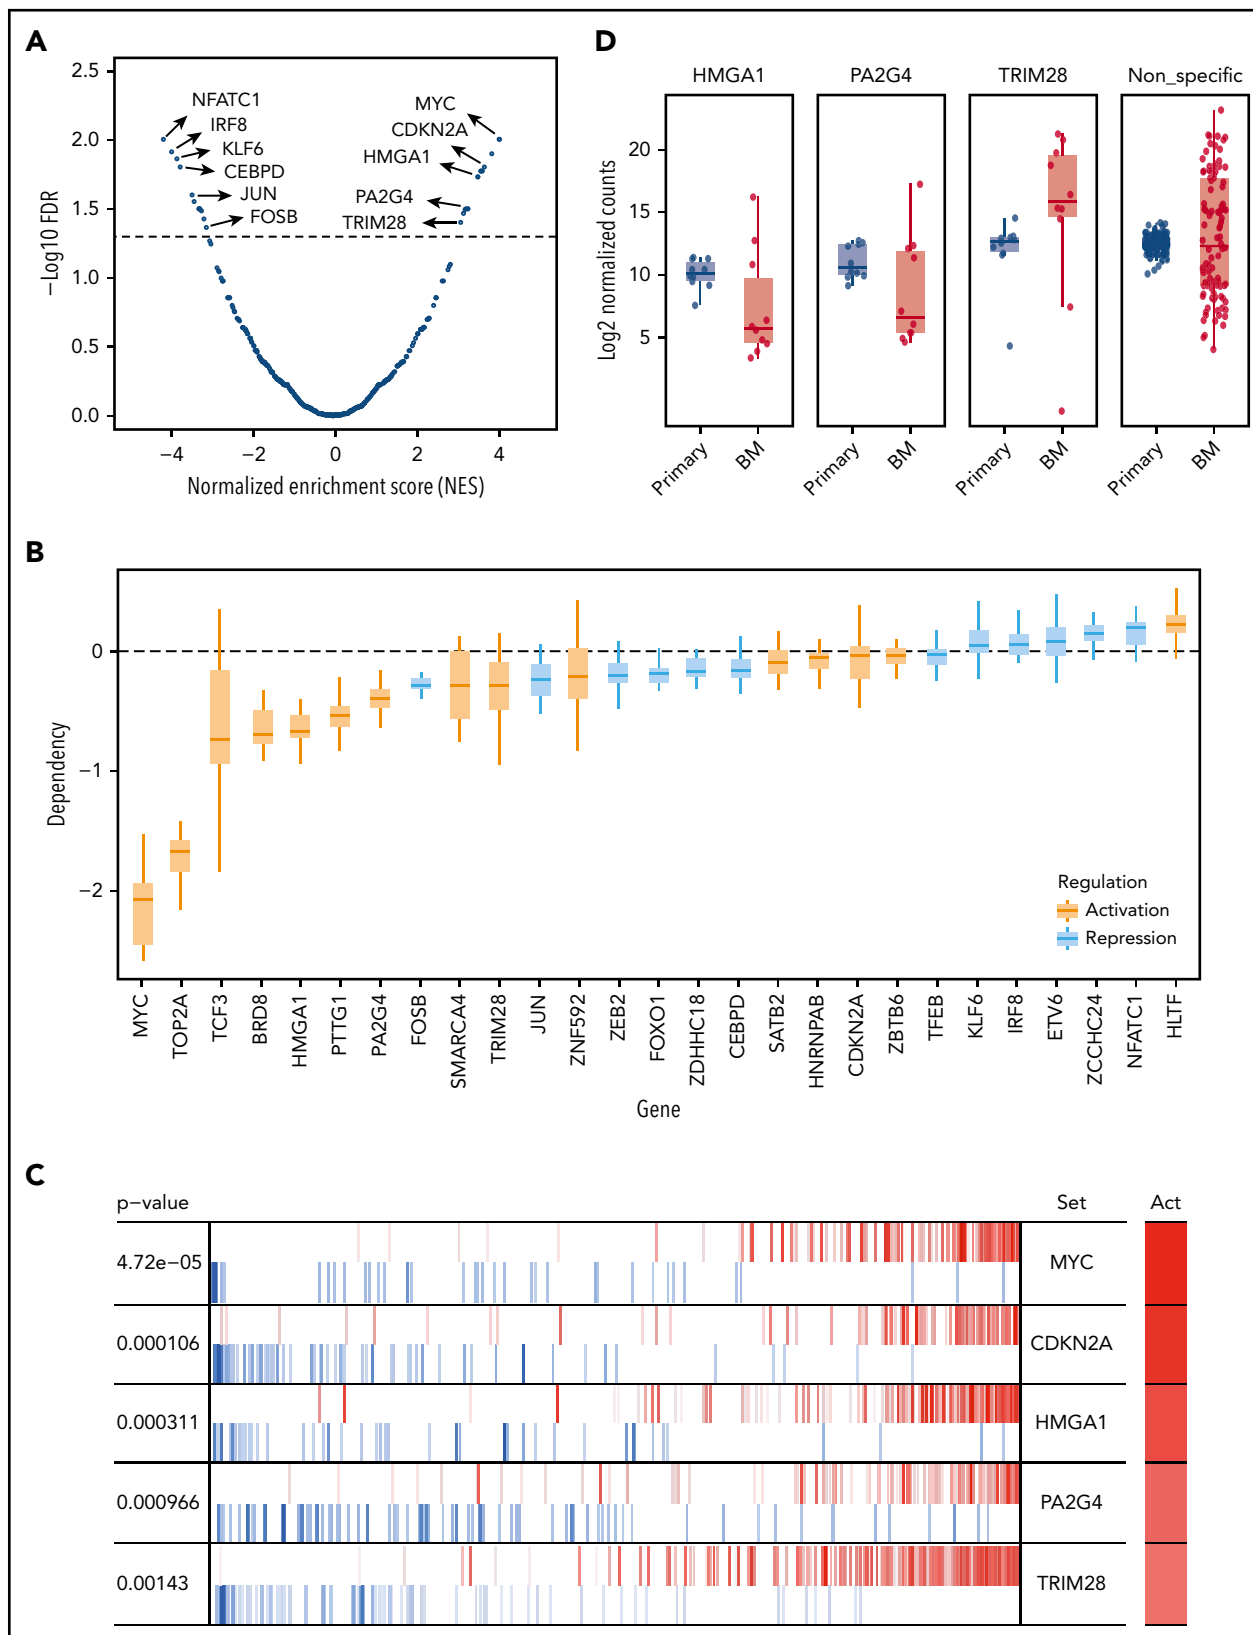 A
2.5
2.0
1.5
1.0
0.5
0.0
−Log10 FDR
NFATC1
IRF8
KLF6
CEBPD
JUN
FOSB
MYC
CDKN2A
HMGA1
PA2G4
TRIM28
−4
−2
0
2
4
Normalized enrichment score (NES)
D
HMGA1
PA2G4
TRIM28
Non_specific
20
15
10
5
Log2 normalized counts
Primary
BM
Primary
BM
Primary
BM
Primary
BM
B
0
−1
−2
Dependency
Regulation
Activation
Repression
MYC
TOP2A
TCF3
BRD8
HMGA1
PTTG1
PA2G4
FOSB
SMARCA4
TRIM28
JUN
ZNF592
ZEB2
FOXO1
ZDHHC18
CEBPD
SATB2
HNRNPAB
CDKN2A
ZBTB6
TFEB
KLF6
IRF8
ETV6
ZCCHC24
NFATC1
HLTF
Gene
C
p−value
Set
Act
4.72e−05
MYC
0.000106
CDKN2A
0.000311
HMGA1
0.000966
PA2G4
0.00143
TRIM28